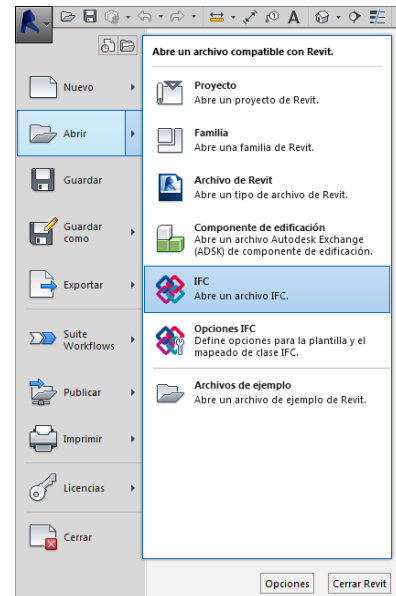 Nuevo
Abrir
Guardar
Guardar
como
Exportar
Suite
Workflows
Publicar
Imprimir
Licencias
Cerrar
Abre un archivo compatible con Revit.
Proyecto
Abre un proyecto de Revit.
Familia
Abre una familia de Revit.
Archivo de Revit
Abre un tipo de archivo de Revit.
Componente de edificación
Abre un archivo Autodesk Exchange
(ADSK) de componente de edificación.
IFC
Abre un archivo IFC.
Opciones IFC
Define opciones para la plantilla y el
mapeado de clase IFC.
Archivos de ejemplo
Abre un archivo de ejemplo de Revit.
Opciones
Cerrar Revit